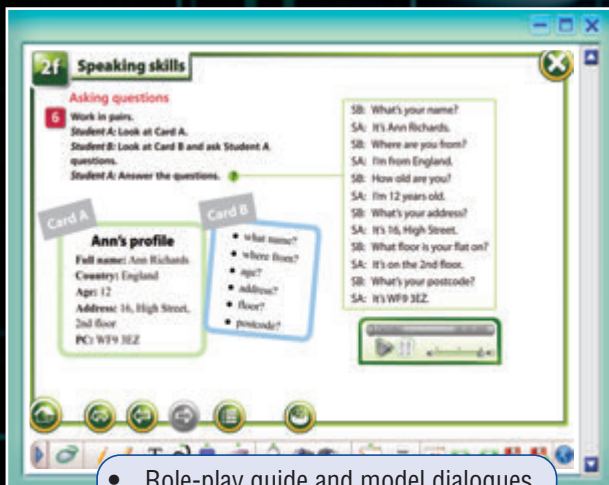 2f Speaking skills
Asking questions
6 Work in pairs.
Student A: Look at Card A.
Student B: Look at Card B and ask Student A
questions.
Student A: Answer the questions.
Card A
Ann's profile
Full name: Ann Richards
Country: England
Age: 12
Address: 16, High Street,
2nd floor
PC: WF9 3EZ
Card B
• what name?
• where from?
• age?
• address?
• floor?
• postcode?
SB: What's your name?
SA: It's Ann Richards.
SB: Where are you from?
SA: I'm from England.
SB: How old are you?
SA: I'm 12 years old.
SB: What's your address?
SA: It's 16, High Street.
SB: What floor is your flat on?
SA: It's on the 2nd floor.
SB: What's your postcode?
SA: It's WF9 3EZ.
T
• Role-play guide and model dialogues